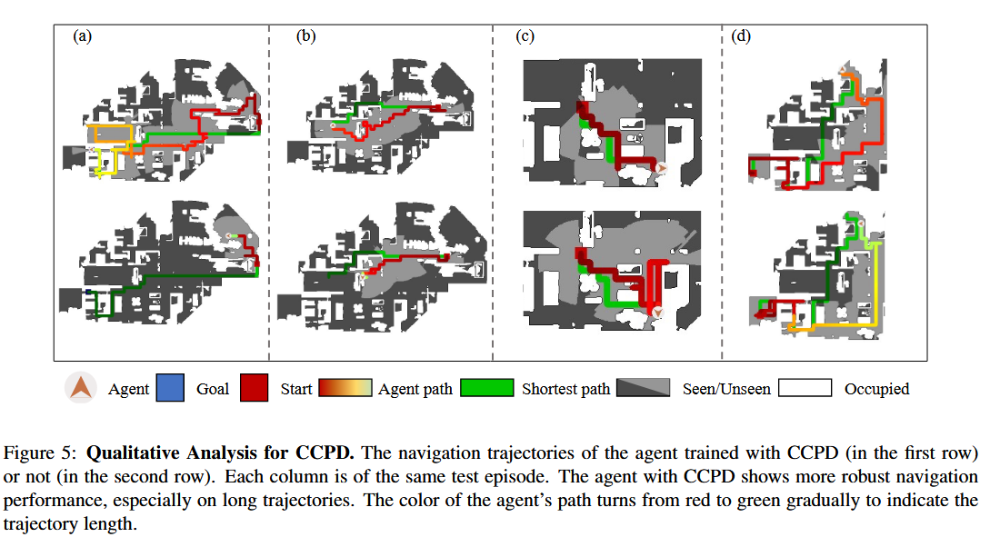 (a) (b) (c) (d)
Agent Goal Start Agent path Shortest path Seen/Unseen Occupied
Figure 5: Qualitative Analysis for CCPD. The navigation trajectories of the agent trained with CCPD (in the first row)
or not (in the second row). Each column is of the same test episode. The agent with CCPD shows more robust navigation
performance, especially on long trajectories. The color of the agent's path turns from red to green gradually to indicate the
trajectory length.